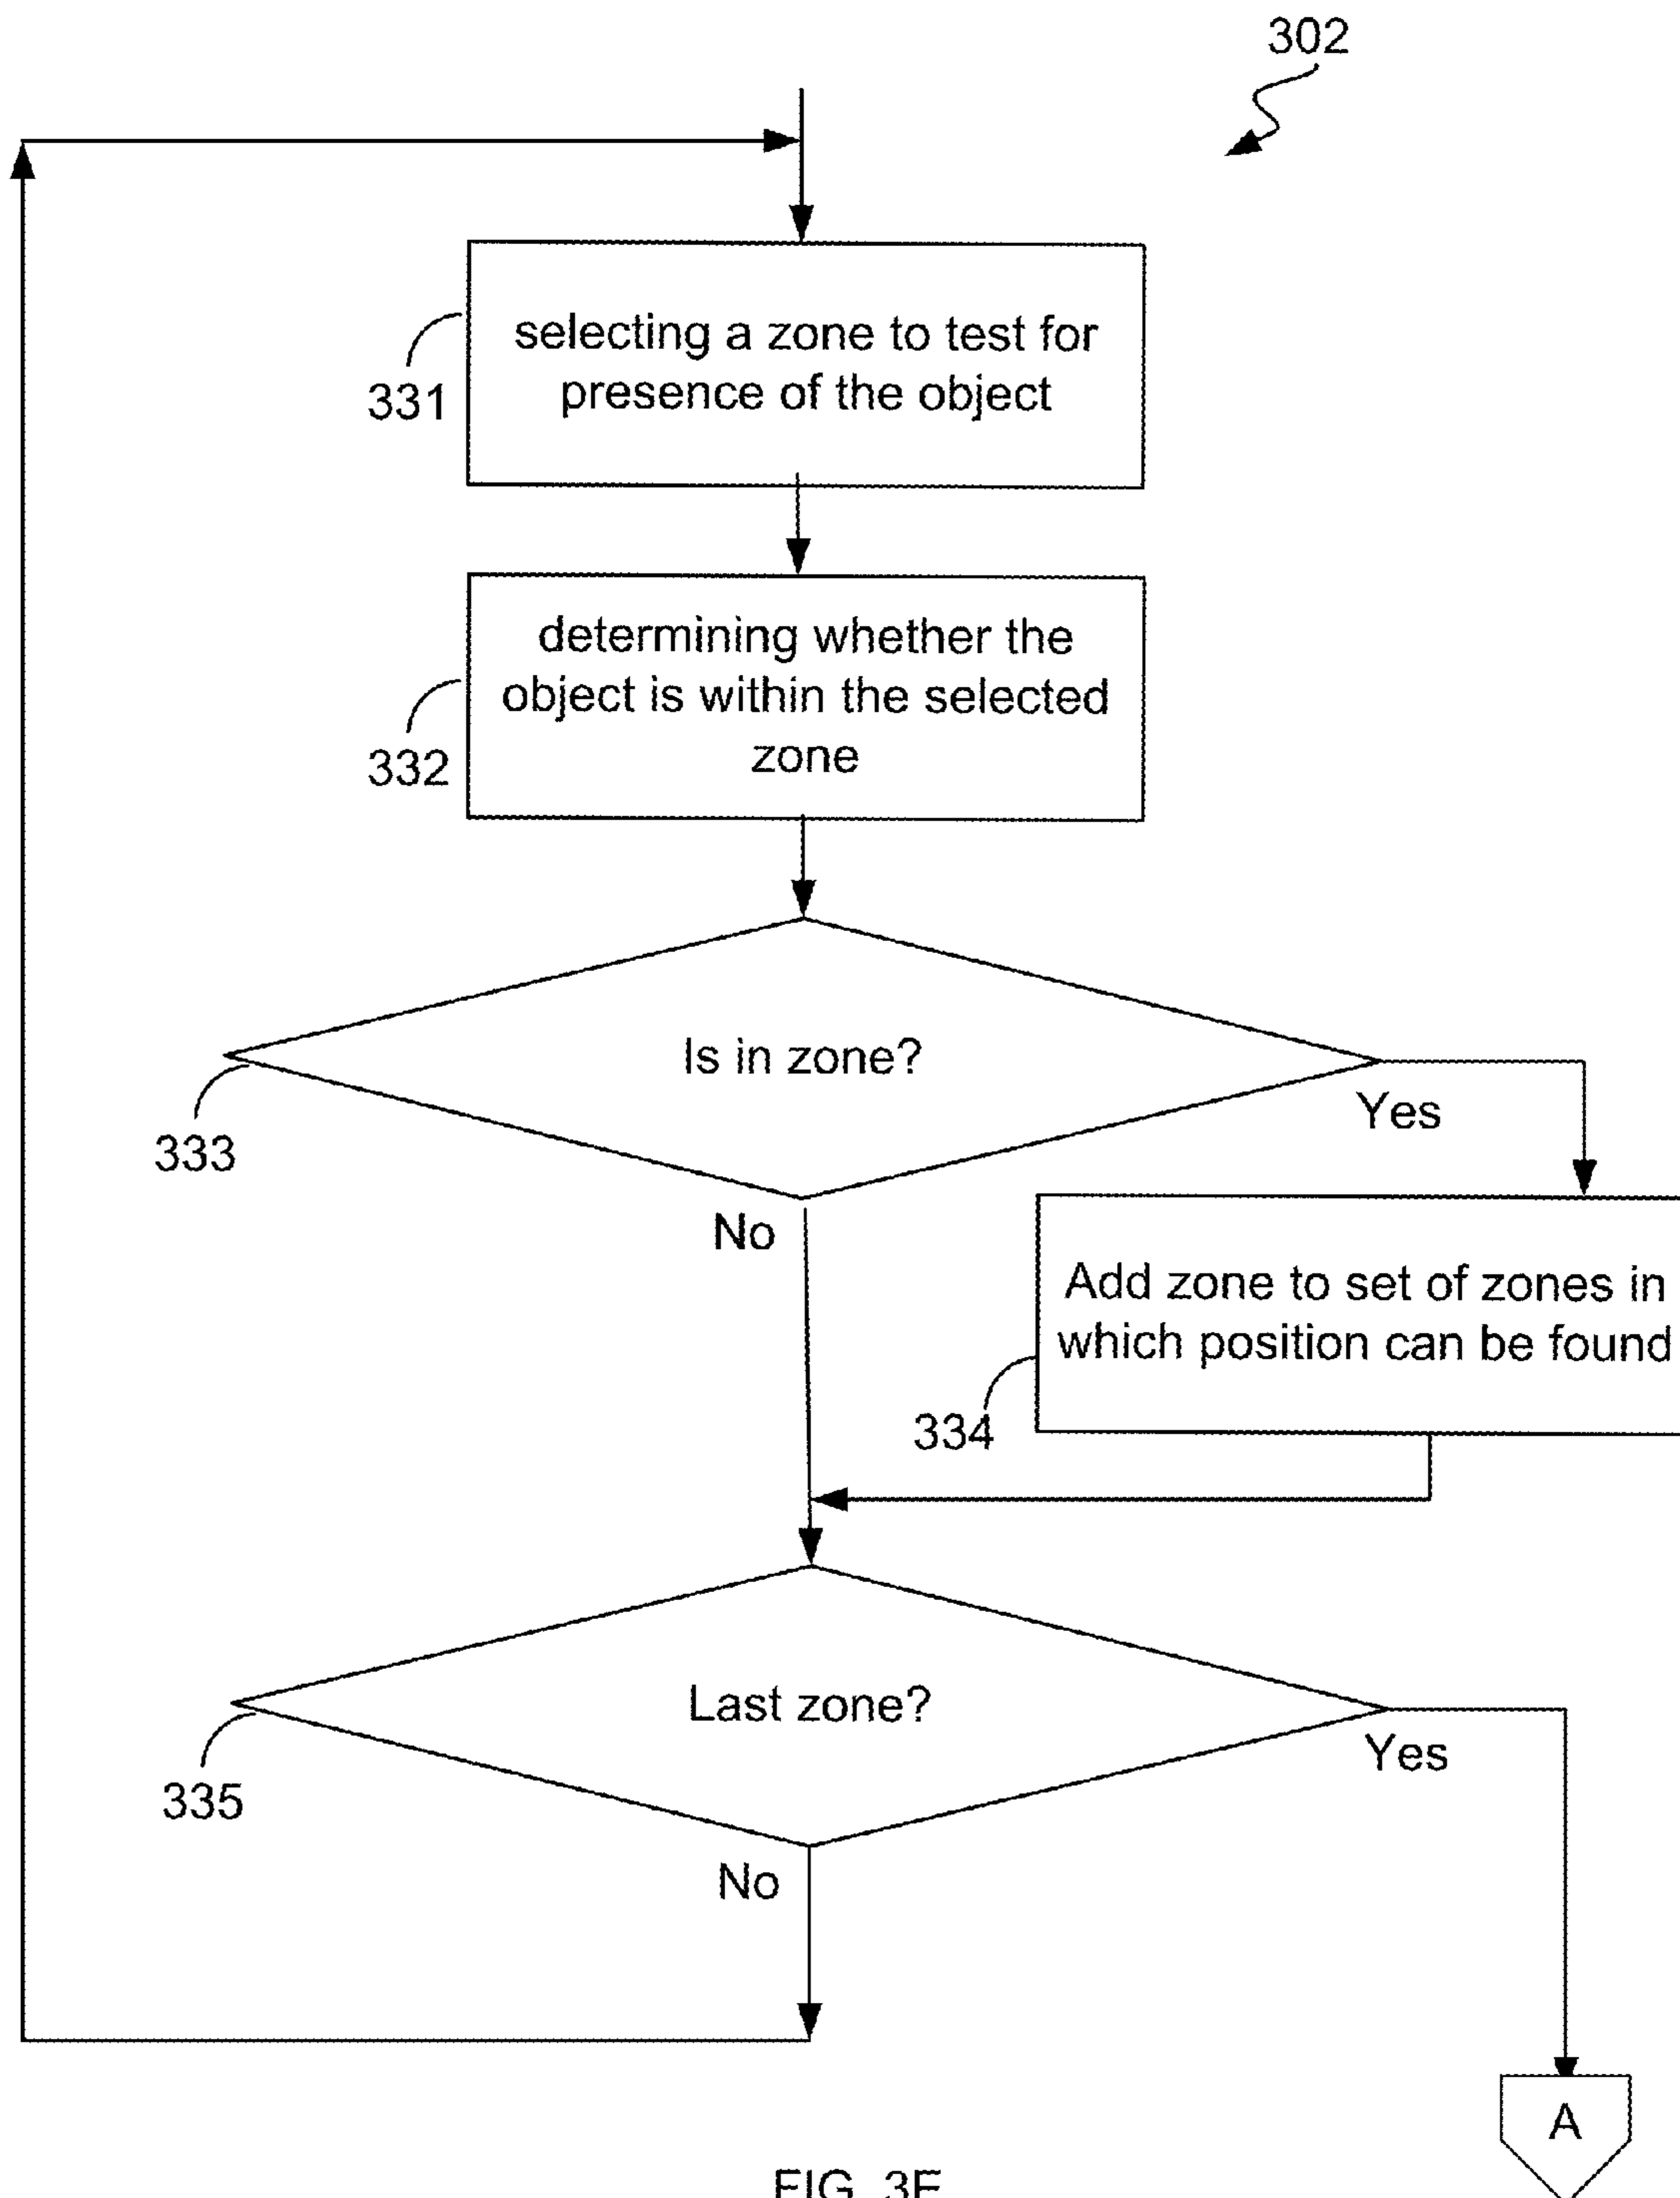 302
selecting a zone to test for
presence of the object
331
determining whether the
object is within the selected
zone
332
Is in zone?
333
Yes
No
Add zone to set of zones in
which position can be found
334
Last zone?
335
Yes
No
A
FIG.